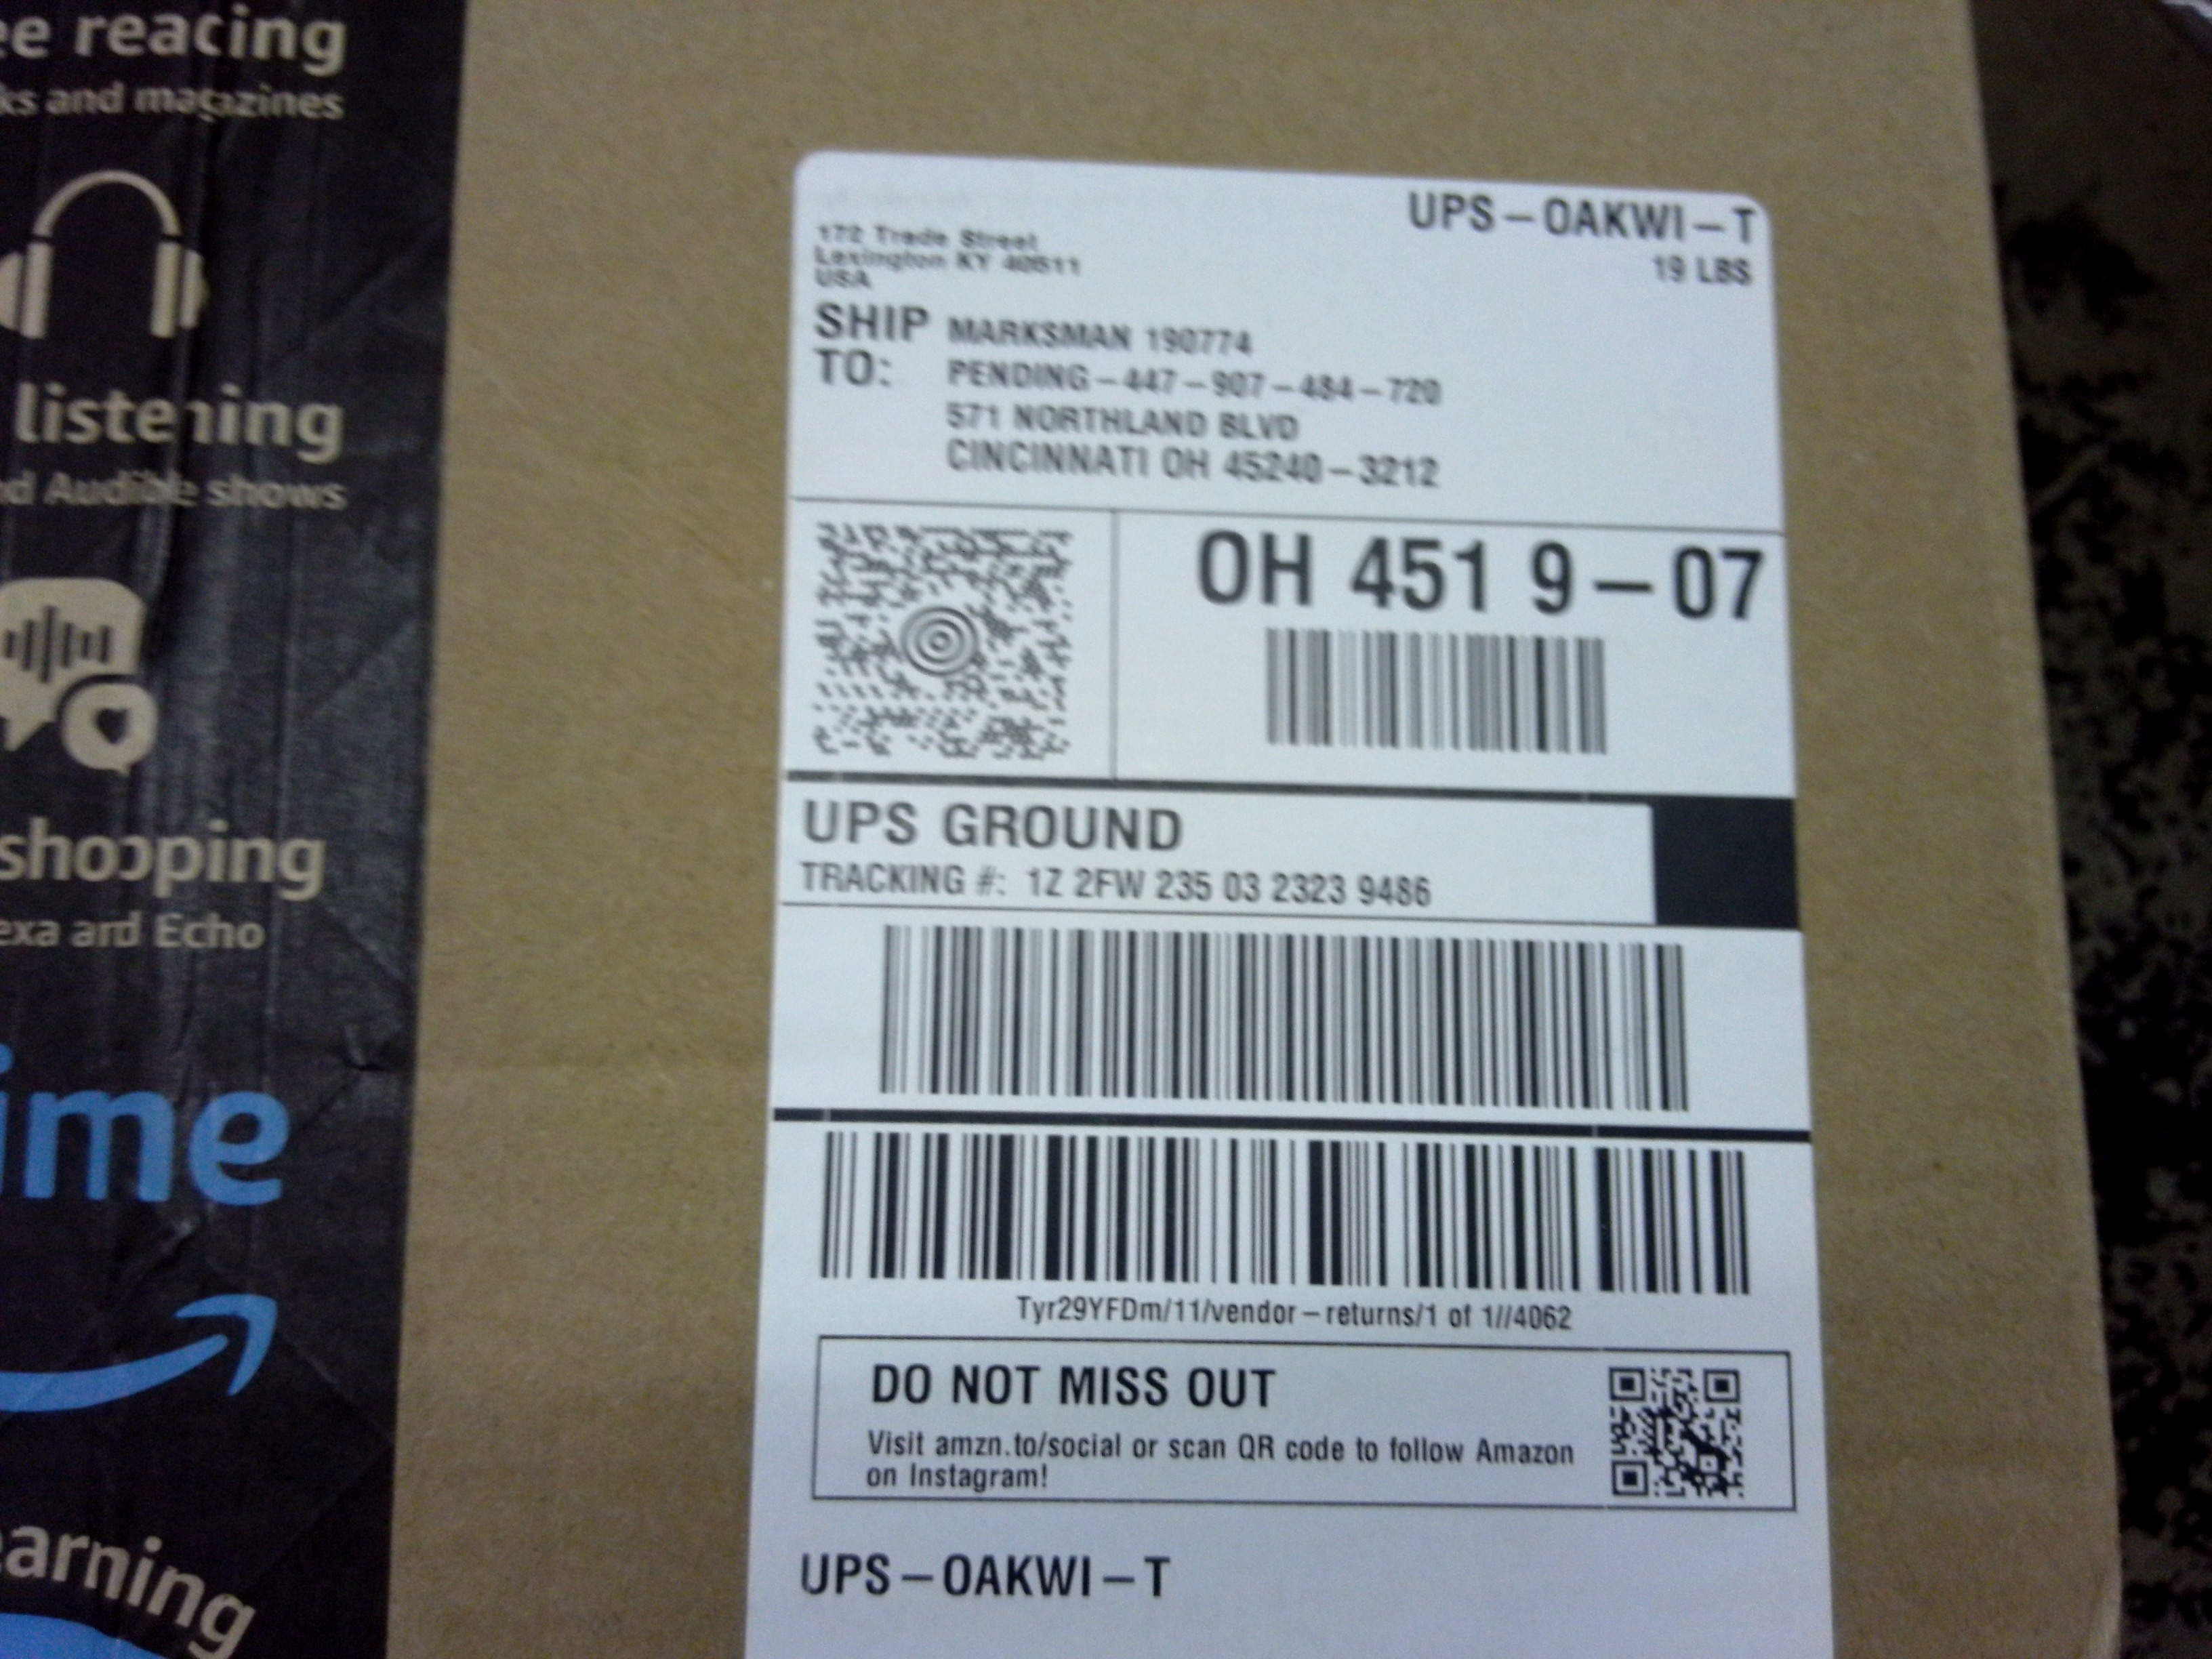 ee reading
ks and magazines
listening
nd Audible shows
shopping
exa and Echo
ime
earning
UPS-OAKWI-T
19 LBS
172 Trade Street
Lexington KY 40511
USA
SHIP TO:
MARKSMAN 190774
PENDING-447-907-484-720
571 NORTHLAND BLVD
CINCINNATI OH 45240-3212
OH 451 9-07
UPS GROUND
TRACKING #: 1Z 2FW 235 03 2323 9486
Tyr29YFDm/11/vendor-returns/1 of 1//4062
DO NOT MISS OUT
Visit amzn.to/social or scan QR code to follow Amazon
on Instagram!
UPS-OAKWI-T